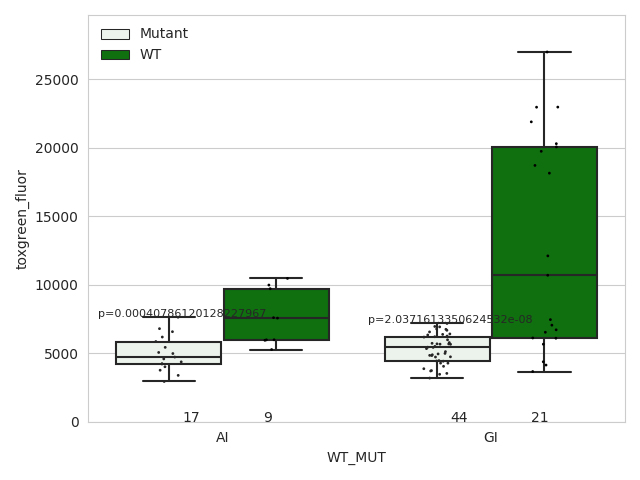 Mutant
WT
toxgreen_fluor
25000
20000
15000
10000
5000
0
p=0.00040786120128227967
p=2.0371613350624532e-08
17 9 44 21
AI GI
WT_MUT